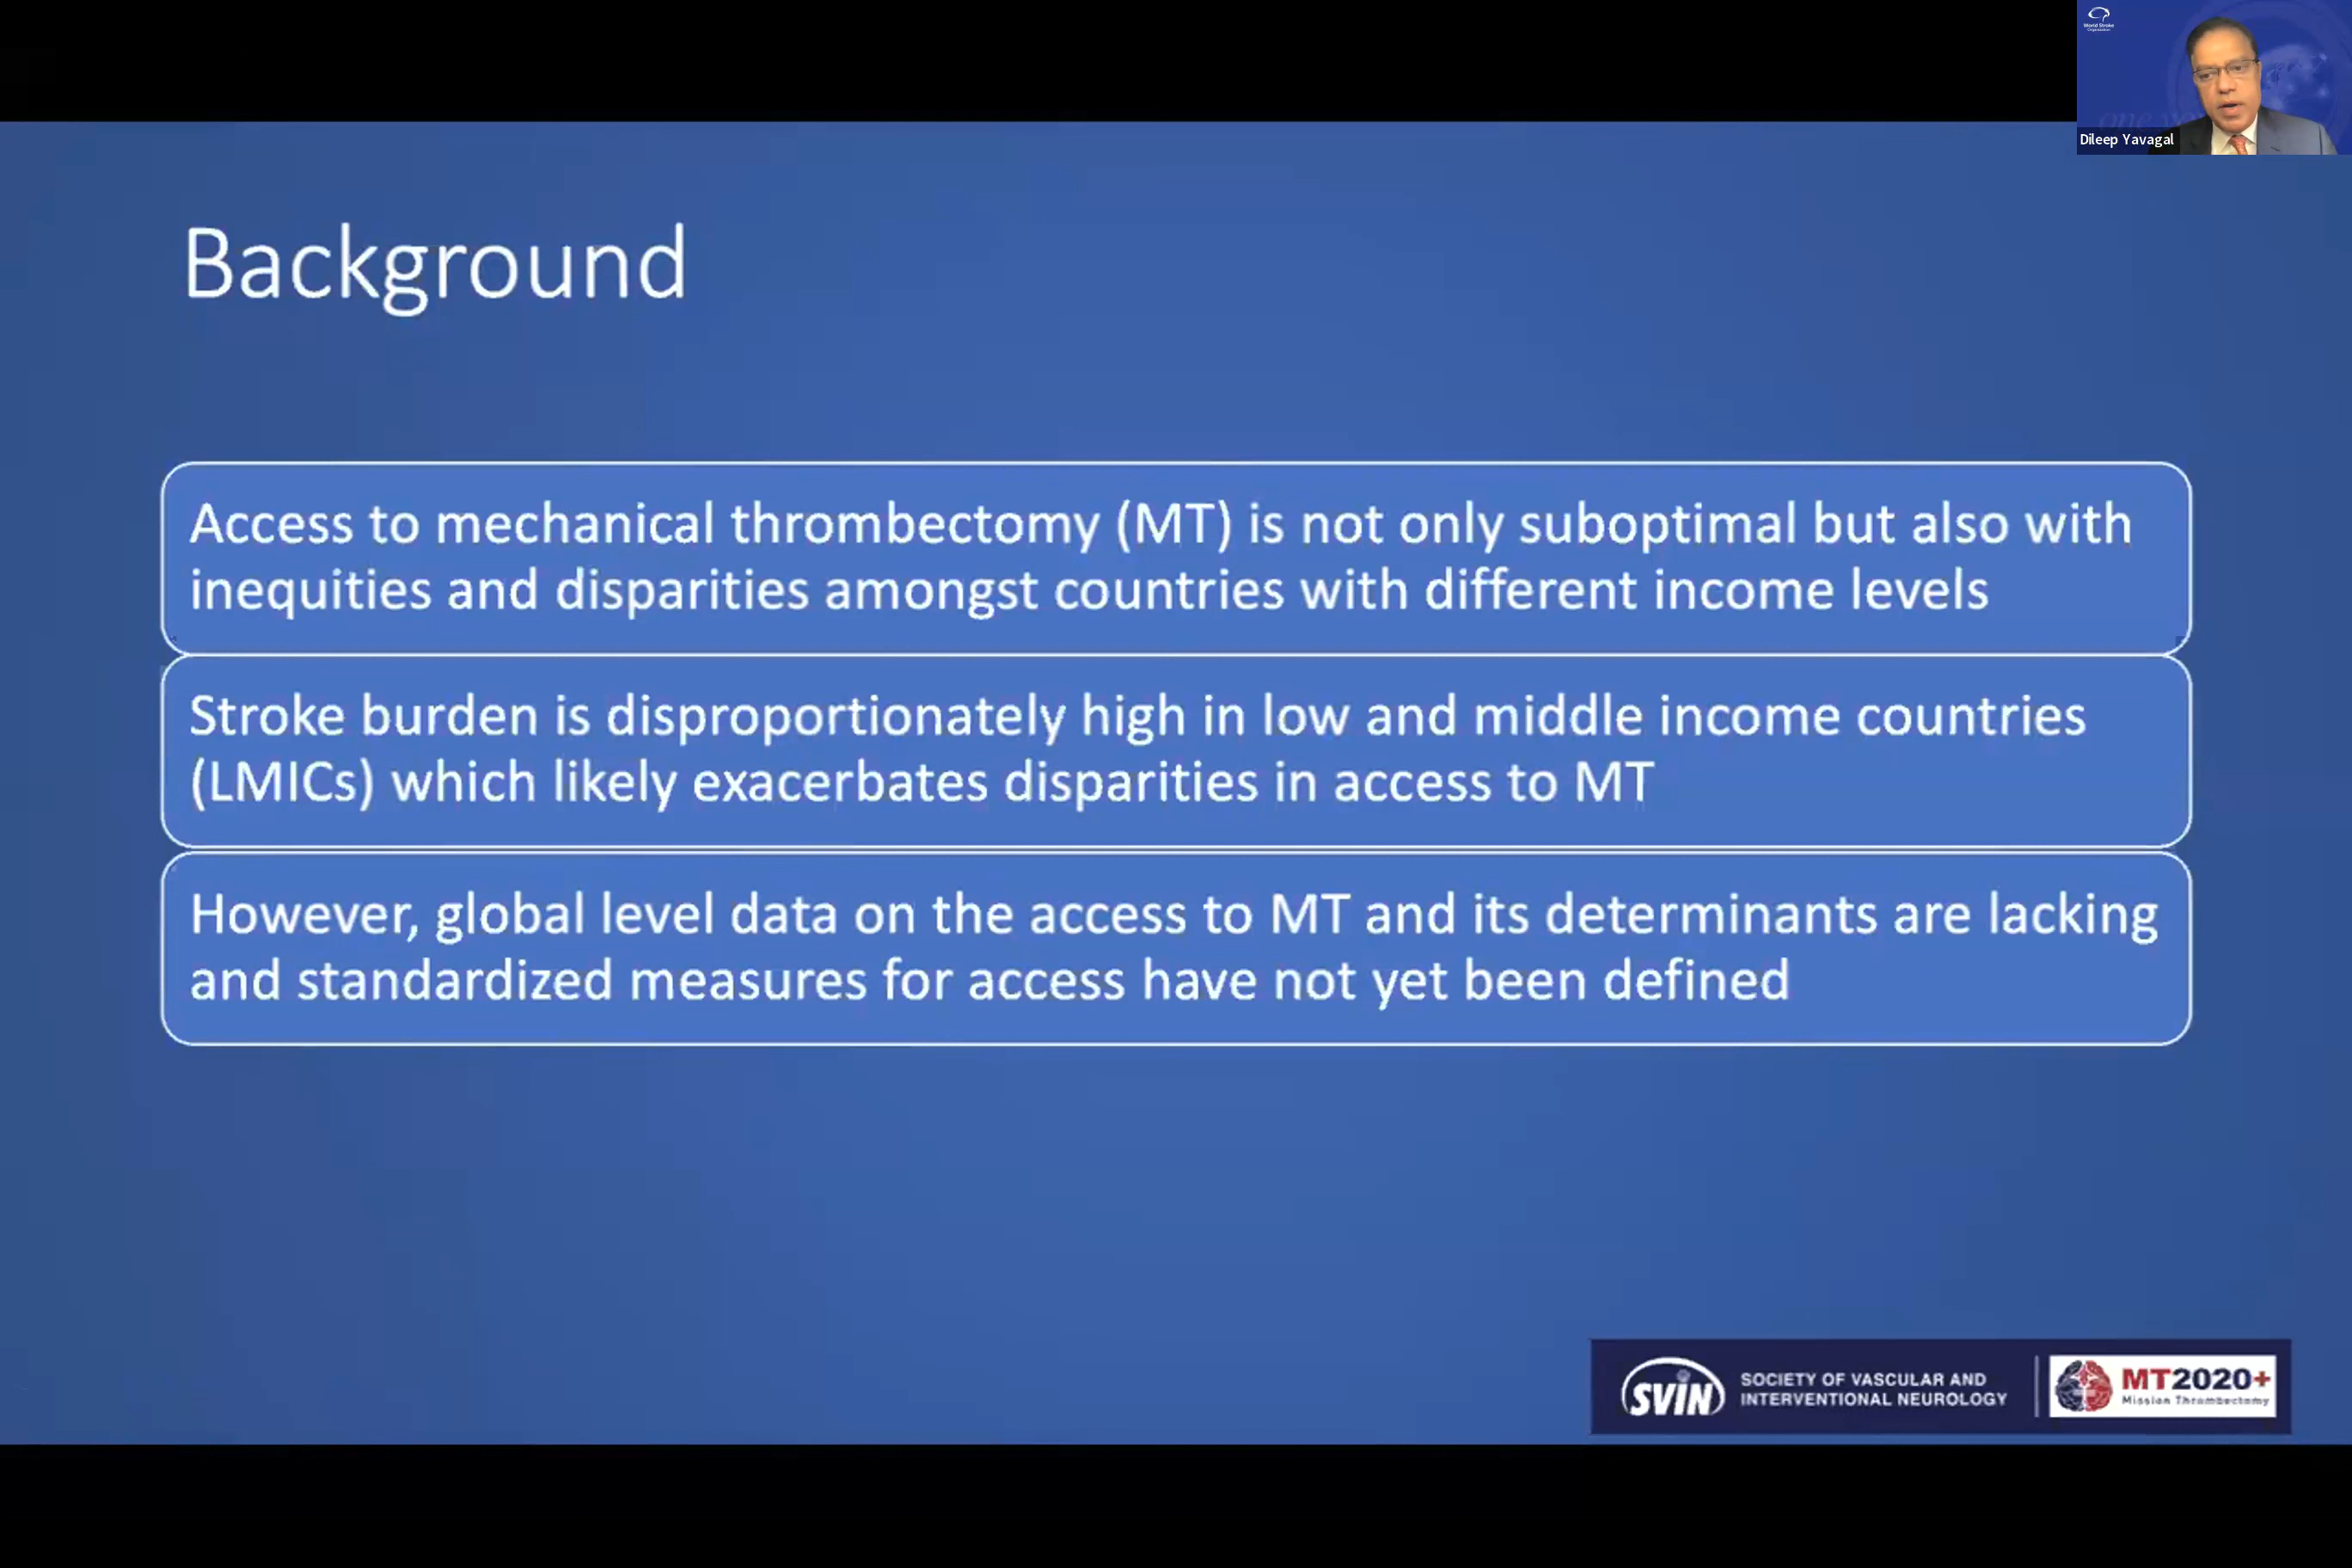 World Stroke
Organization
Dileep Yavagal
Background
Access to mechanical thrombectomy (MT) is not only suboptimal but also with
inequities and disparities amongst countries with different income levels
Stroke burden is disproportionately high in low and middle income countries
(LMICs) which likely exacerbates disparities in access to MT
However, global level data on the access to MT and its determinants are lacking
and standardized measures for access have not yet been defined
SVIN
SOCIETY OF VASCULAR AND
INTERVENTIONAL NEUROLOGY
MT2020+
Mission Thrombectomy